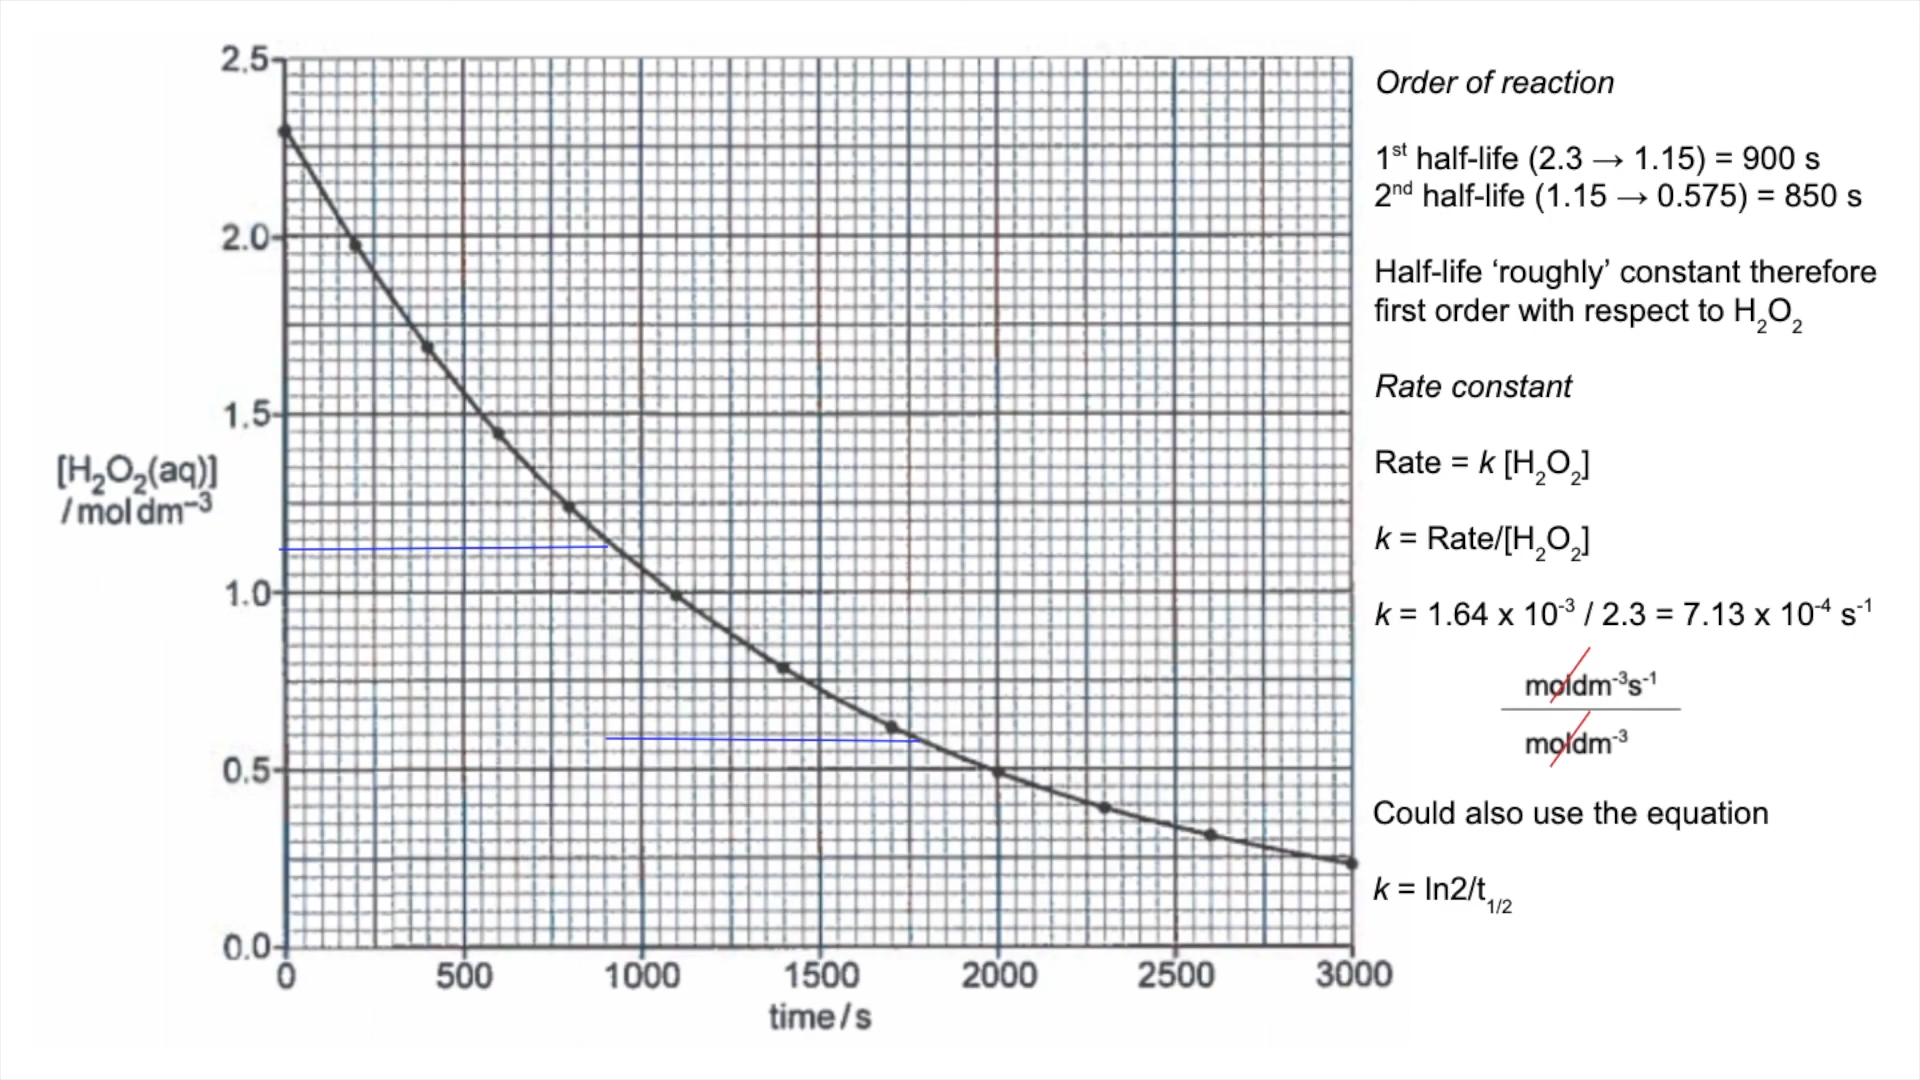 2.5
2.0
1.5
1.0
0.5
0.0
[H₂O₂(aq)]
/mol dm⁻³
0 500 1000 1500 2000 2500 3000
time/s
Order of reaction
1ˢᵗ half-life (2.3 → 1.15) = 900 s
2ⁿᵈ half-life (1.15 → 0.575) = 850 s
Half-life ‘roughly’ constant therefore
first order with respect to H₂O₂
Rate constant
Rate = k [H₂O₂]
k = Rate/[H₂O₂]
k = 1.64 x 10⁻³ / 2.3 = 7.13 x 10⁻⁴ s⁻¹
moldm⁻³s⁻¹
moldm⁻³
Could also use the equation
k = ln2/t₁/₂